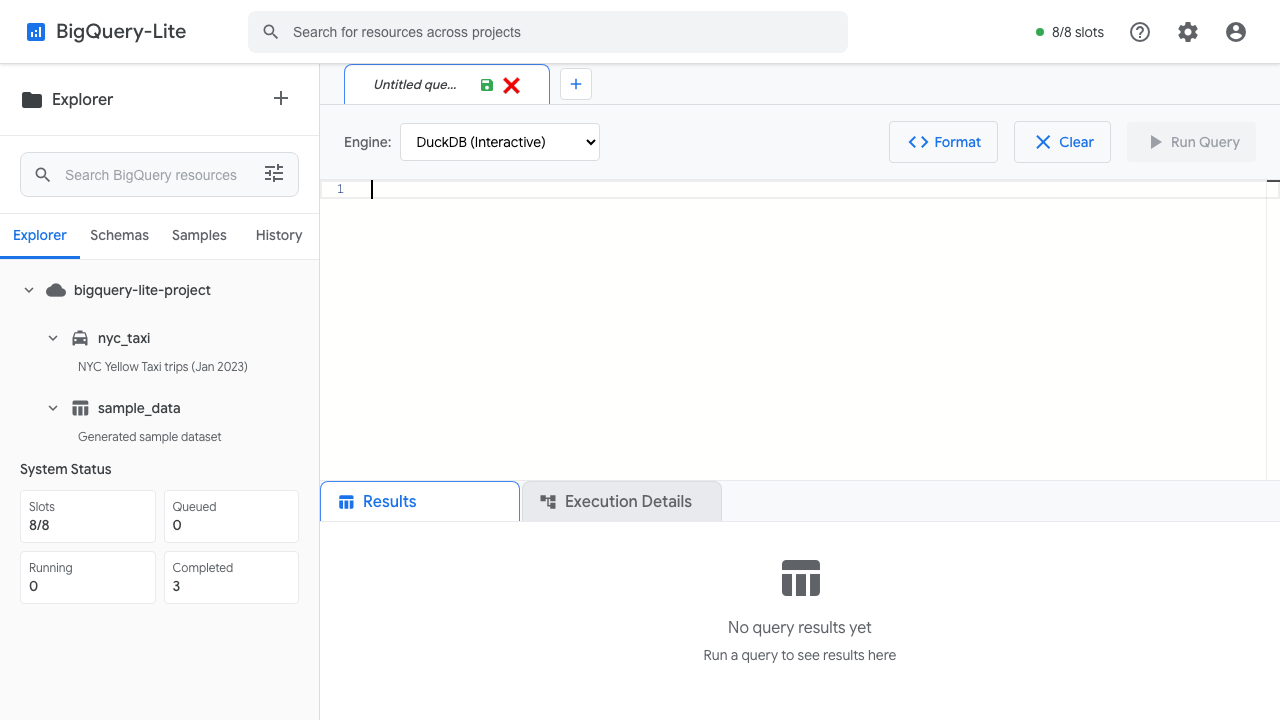 BigQuery-Lite
Search for resources across projects
8/8 slots
Explorer
Search BigQuery resources
Explorer
Schemas
Samples
History
bigquery-lite-project
nyc_taxi
NYC Yellow Taxi trips (Jan 2023)
sample_data
Generated sample dataset
System Status
Slots
8/8
Queued
0
Running
0
Completed
3
Untitled que...
Engine:
DuckDB (Interactive)
Format
Clear
Run Query
1
Results
Execution Details
No query results yet
Run a query to see results here